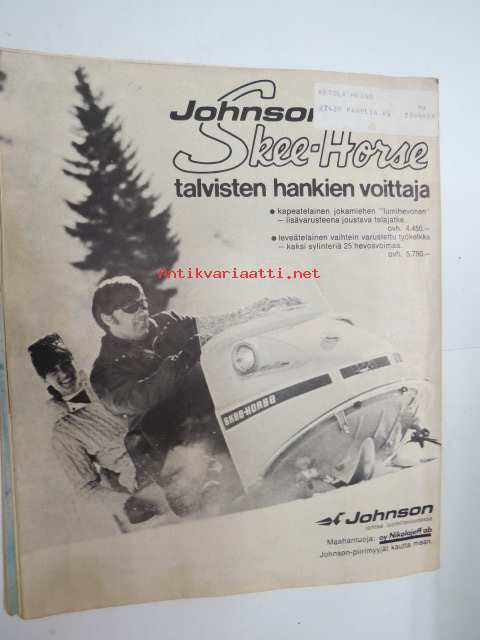 Johnson
Skee-Horse
talvisten hankien voittaja
● kapeatelainen jokamiehen "lumihevonen"
– lisävarusteena joustava telajatke.
ovh. 4.450:—
● leveätelainen vaihtein varustettu työkelkka
– kaksi sylinteriä 25 hevosvoimaa.
ovh. 5.790:—
Antikvariaatti.net
SKEE-HORSE
Johnson
Maahantuoja: oy Nikolajeff ab
Johnson-piirimyyjät kautta maan.